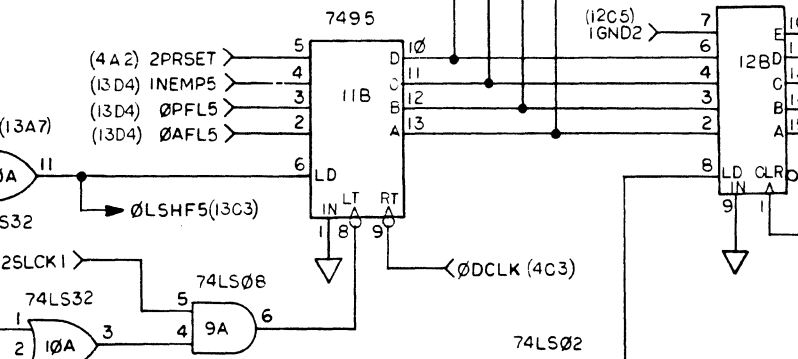 7495
(12C5)
1GND2
7
(4A2) 2PRSET
5
D
10
6
12B
D
E
(13D4) 1NEMP5
4
C
11
4
C
(13D4) ØPFL5
3
11B
B
12
3
B
(13D4) ØAFL5
2
A
13
2
A
(13A7)
11
6
LD
8
LD
CLR
IN
9
1
ØLSHF5(13C3)
IN
LT
RT
1
8
9
ØDCLK (4C3)
2SLCK1
74LSØ8
5
9A
6
4
74LS32
1
3
2
1ØA
74LSØ2